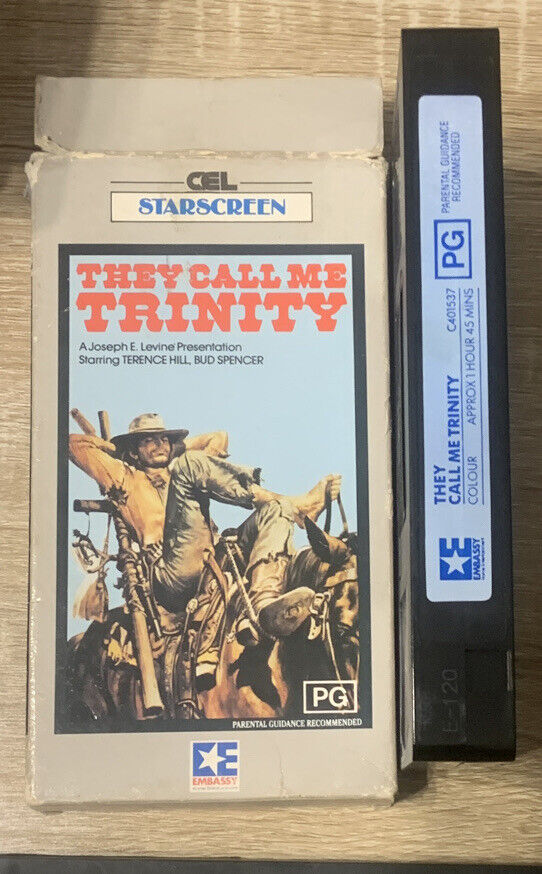 CEL
STARSCREEN
THEY CALL ME
TRINITY
A Joseph E. Levine Presentation
Starring TERENCE HILL, BUD SPENCER
PG
PARENTAL GUIDANCE RECOMMENDED
E
EMBASSY
E
EMBASSY
THEY
CALL ME TRINITY
COLOUR APPROX 1 HOUR 45 MINS
C401537
PG
PARENTAL GUIDANCE
RECOMMENDED
E-120